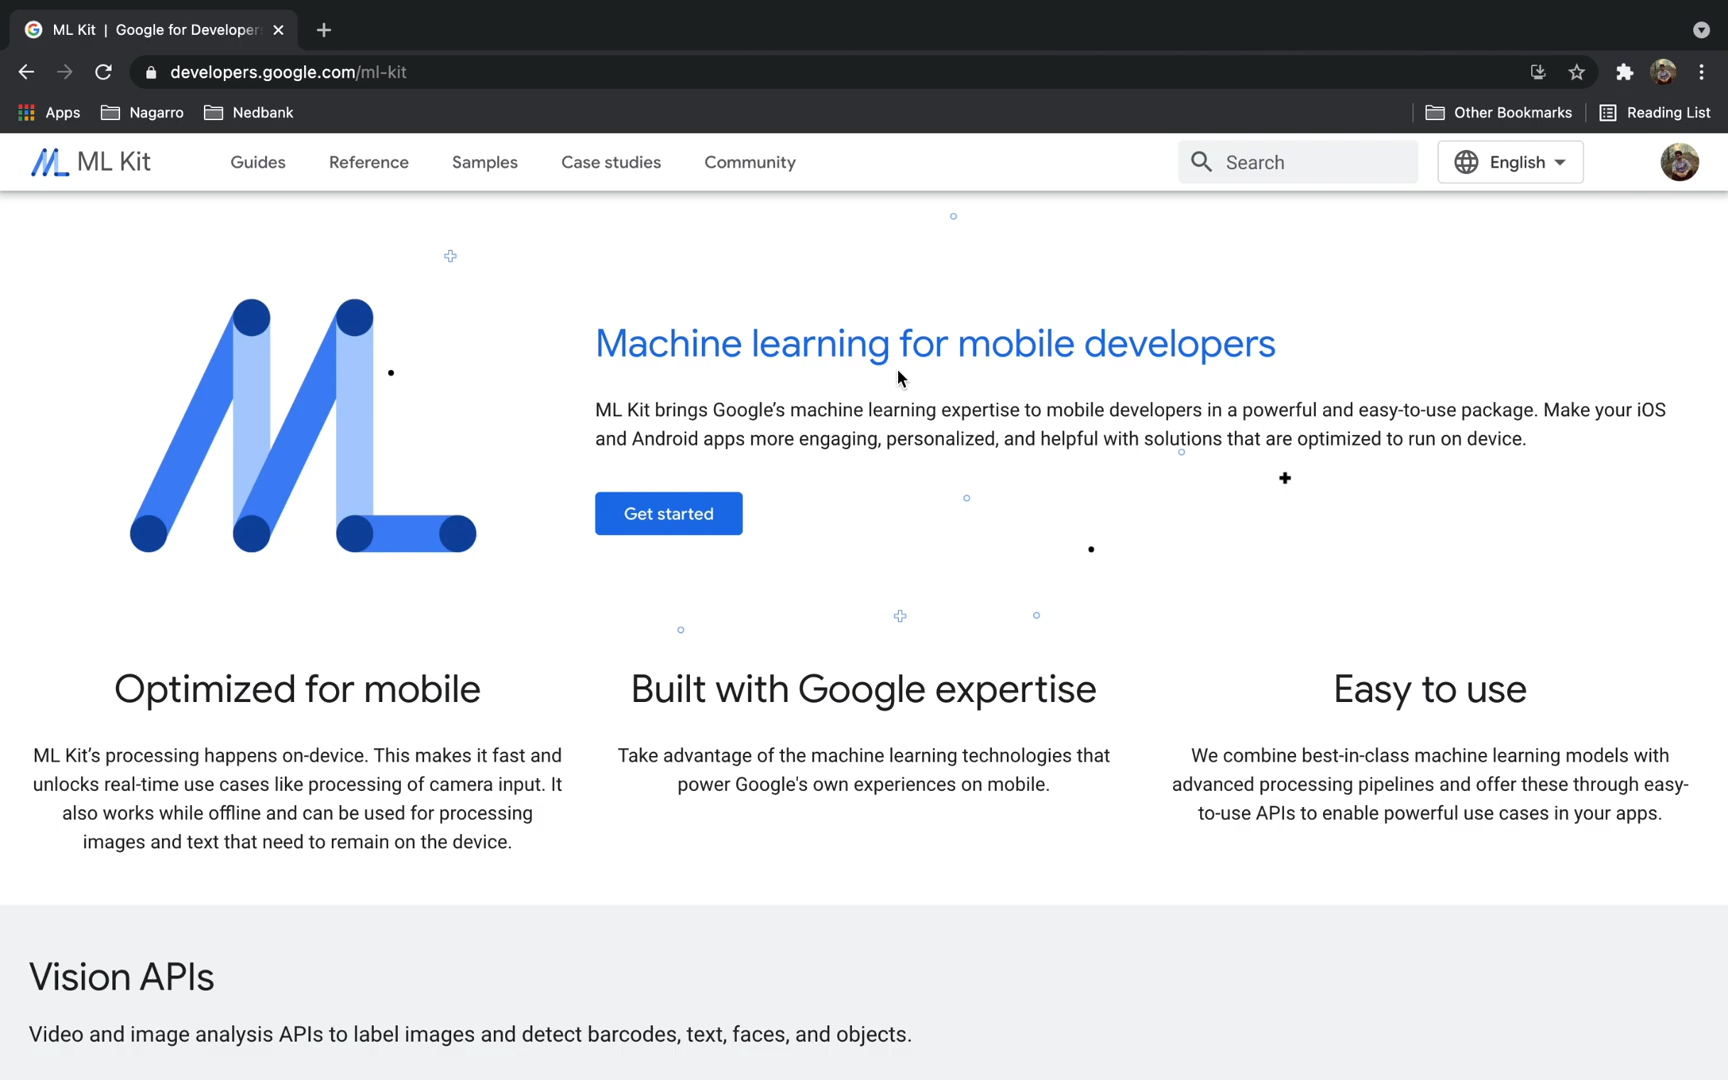 ML Kit | Google for Developer
developers.google.com/ml-kit
Apps Nagarro Nedbank Other Bookmarks Reading List
ML Kit Guides Reference Samples Case studies Community Search English
Machine learning for mobile developers
ML Kit brings Google’s machine learning expertise to mobile developers in a powerful and easy-to-use package. Make your iOS
and Android apps more engaging, personalized, and helpful with solutions that are optimized to run on device.
Get started
Optimized for mobile
ML Kit’s processing happens on-device. This makes it fast and
unlocks real-time use cases like processing of camera input. It
also works while offline and can be used for processing
images and text that need to remain on the device.
Built with Google expertise
Take advantage of the machine learning technologies that
power Google's own experiences on mobile.
Easy to use
We combine best-in-class machine learning models with
advanced processing pipelines and offer these through easy-
to-use APIs to enable powerful use cases in your apps.
Vision APIs
Video and image analysis APIs to label images and detect barcodes, text, faces, and objects.